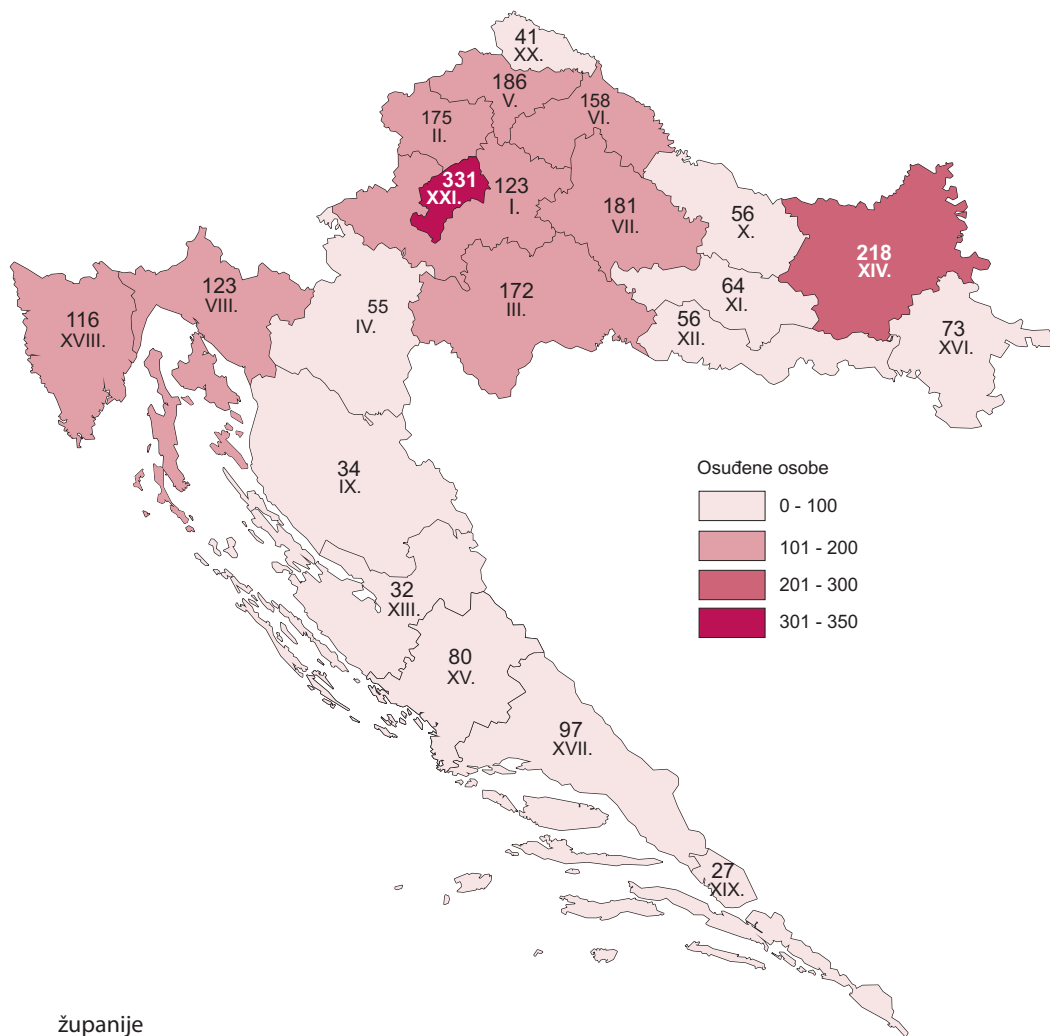 41
XX.
186
V.
158
VI.
175
II.
331
XXI.
123
I.
181
VII.
56
X.
218
XIV.
123
VIII.
116
XVIII.
55
IV.
172
III.
64
XI.
56
XII.
73
XVI.
34
IX.
Osuđene osobe
0 - 100
101 - 200
201 - 300
301 - 350
32
XIII.
80
XV.
97
XVII.
27
XIX.
županije